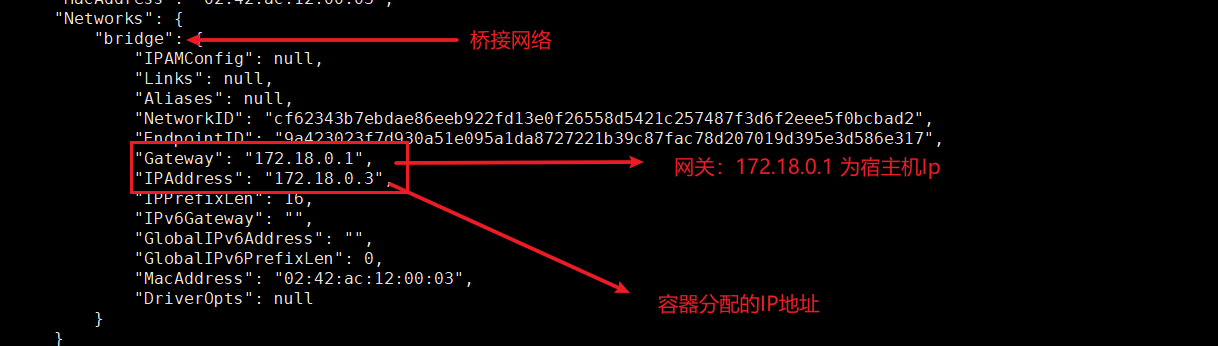 "MacAddress": "02:42:ac:12:00:03",
"Networks": {
"bridge": {
桥接网络
"IPAMConfig": null,
"Links": null,
"Aliases": null,
"NetworkID": "cf62343b7ebdae86eeb922fd13e0f26558d5421c257487f3d6f2eee5f0bcbad2",
"EndpointID": "9a423023f7d930a51e095a1da8727221b39c87fac78d207019d395e3d586e317",
"Gateway": "172.18.0.1",
网关：172.18.0.1 为宿主机Ip
"IPAddress": "172.18.0.3",
"IPPrefixLen": 16,
"IPv6Gateway": "",
"GlobalIPv6Address": "",
"GlobalIPv6PrefixLen": 0,
"MacAddress": "02:42:ac:12:00:03",
"DriverOpts": null
容器分配的IP地址
}
}